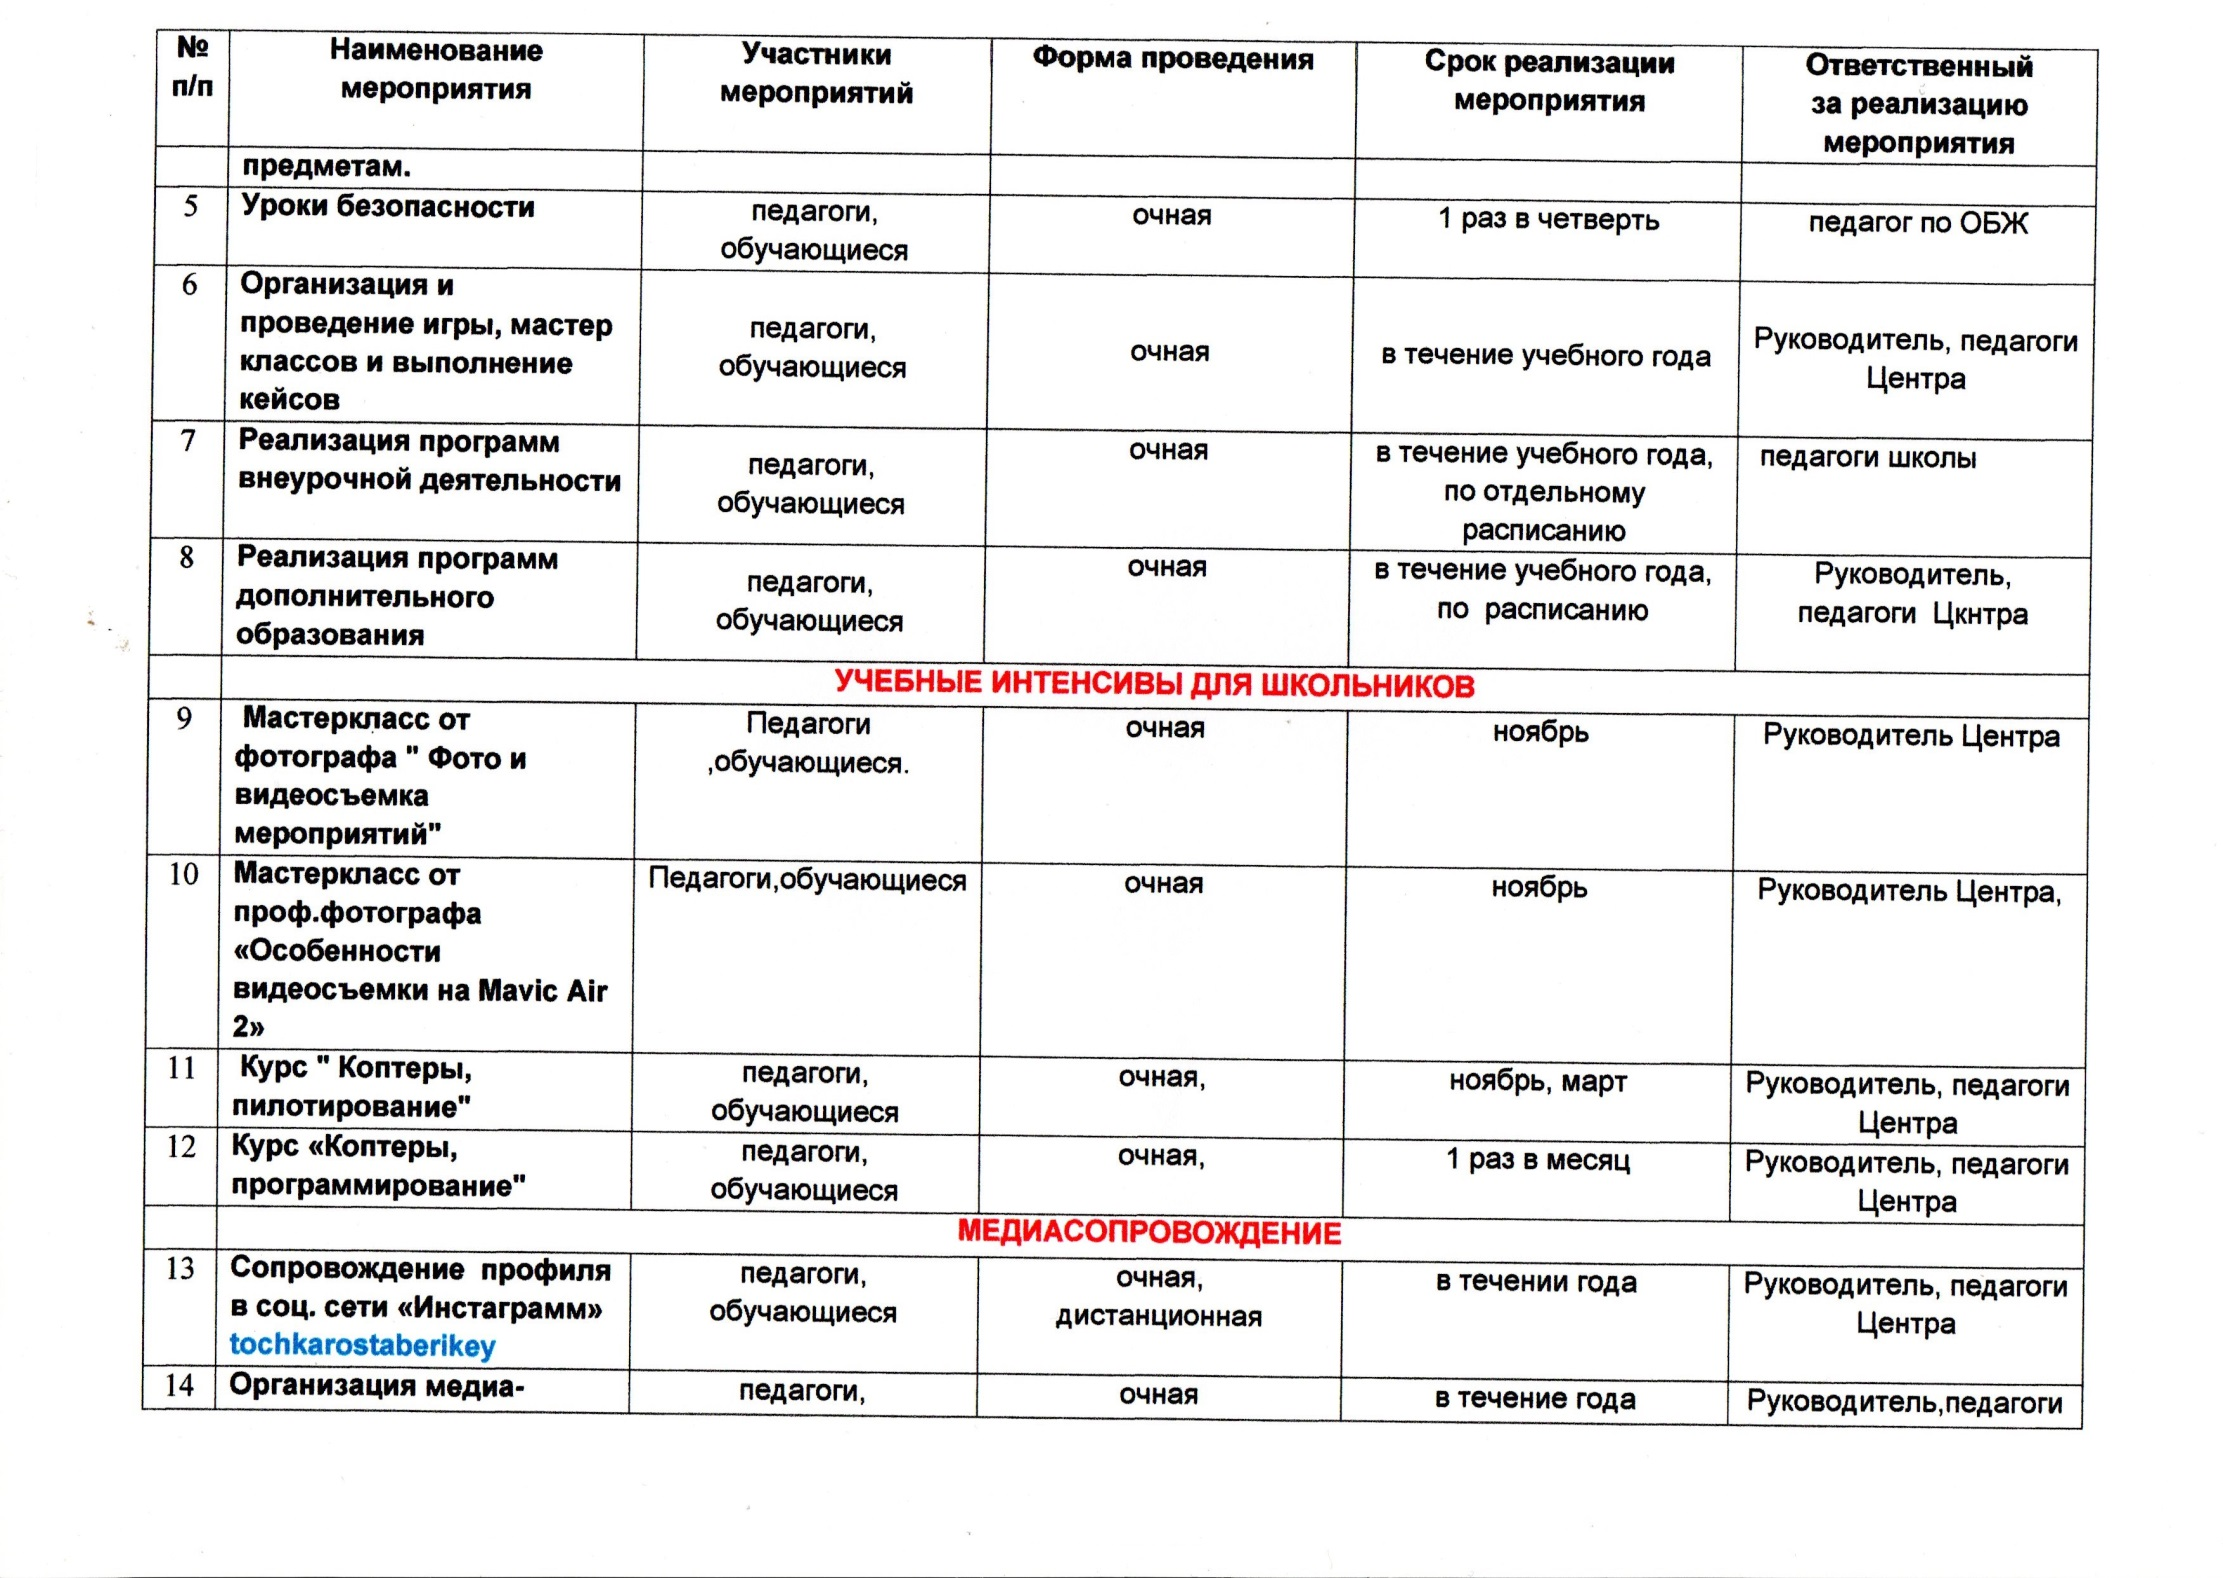 №
п/п
Наименование
мероприятия
Участники
мероприятий
Форма проведения
Срок реализации
мероприятия
Ответственный
за реализацию
мероприятия
предметам.
5
Уроки безопасности
педагоги,
обучающиеся
очная
1 раз в четверть
педагог по ОБЖ
6
Организация и
проведение игры, мастер
классов и выполнение
кейсов
педагоги,
обучающиеся
очная
в течение учебного года
Руководитель, педагоги
Центра
7
Реализация программ
внеурочной деятельности
педагоги,
обучающиеся
очная
в течение учебного года,
по отдельному
расписанию
педагоги школы
8
Реализация программ
дополнительного
образования
педагоги,
обучающиеся
очная
в течение учебного года,
по расписанию
Руководитель,
педагоги Цкнтра
УЧЕБНЫЕ ИНТЕНСИВЫ ДЛЯ ШКОЛЬНИКОВ
9
Мастеркласс от
фотографа " Фото и
видеосъемка
мероприятий"
Педагоги
,обучающиеся.
очная
ноябрь
Руководитель Центра
10
Мастеркласс от
проф.фотографа
«Особенности
видеосъемки на Mavic Air
2»
Педагоги,обучающиеся
очная
ноябрь
Руководитель Центра,
11
Курс " Коптеры,
пилотирование"
педагоги,
обучающиеся
очная,
ноябрь, март
Руководитель, педагоги
Центра
12
Курс «Коптеры,
программирование"
педагоги,
обучающиеся
очная,
1 раз в месяц
Руководитель, педагоги
Центра
МЕДИАСОПРОВОЖДЕНИЕ
13
Сопровождение профиля
в соц. сети «Инстаграмм»
tochkarostaberikey
педагоги,
обучающиеся
очная,
дистанционная
в течении года
Руководитель, педагоги
Центра
14
Организация медиа-
педагоги,
очная
в течение года
Руководитель,педагоги